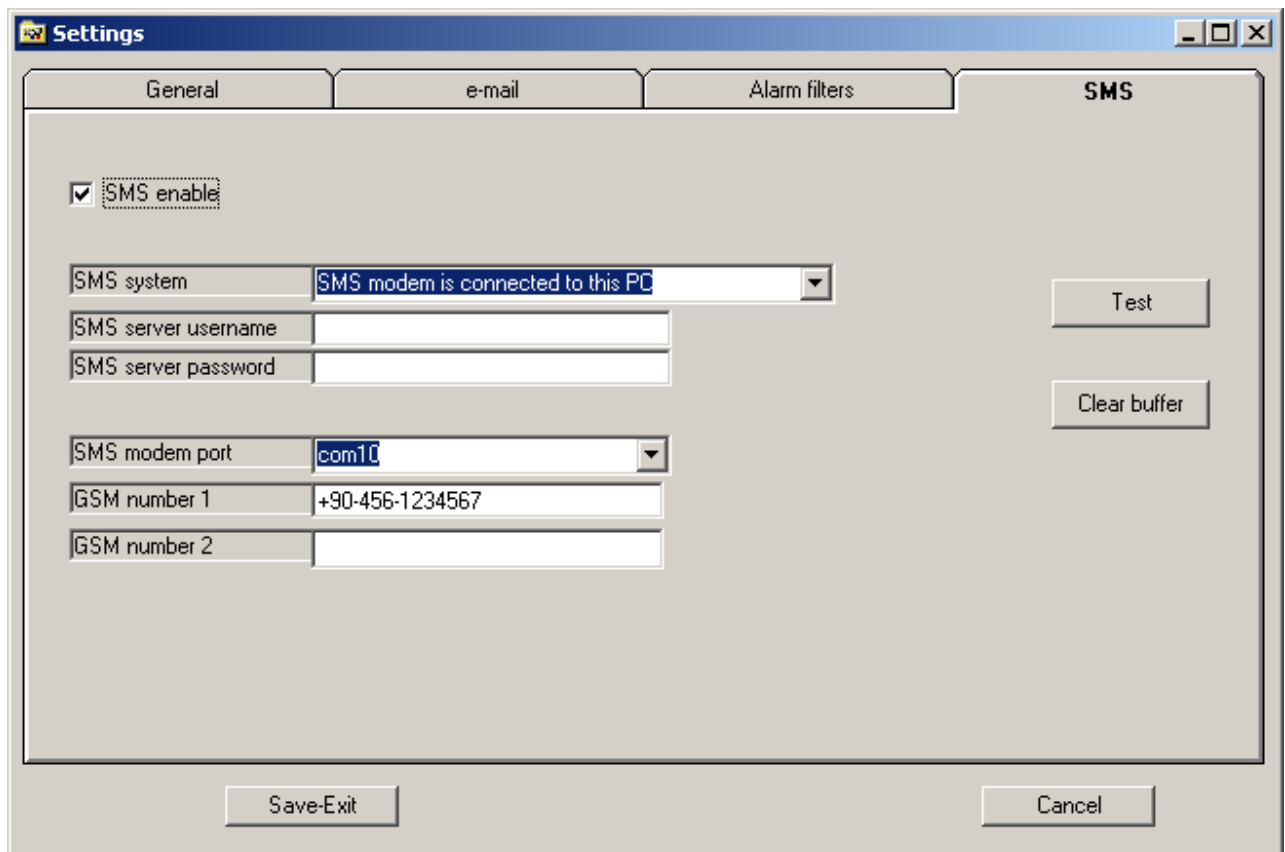 Settings
General e-mail Alarm filters SMS
SMS enable
SMS system SMS modem is connected to this PC
SMS server username
SMS server password
Test
Clear buffer
SMS modem port com10
GSM number 1 +90-456-1234567
GSM number 2
Save-Exit Cancel